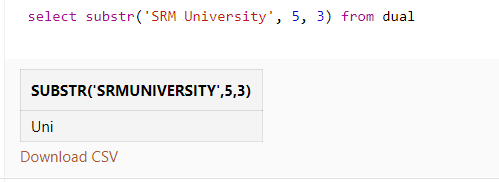 select substr('SRM University', 5, 3) from dual
SUBSTR('SRMUNIVERSITY',5,3)
Uni
Download CSV